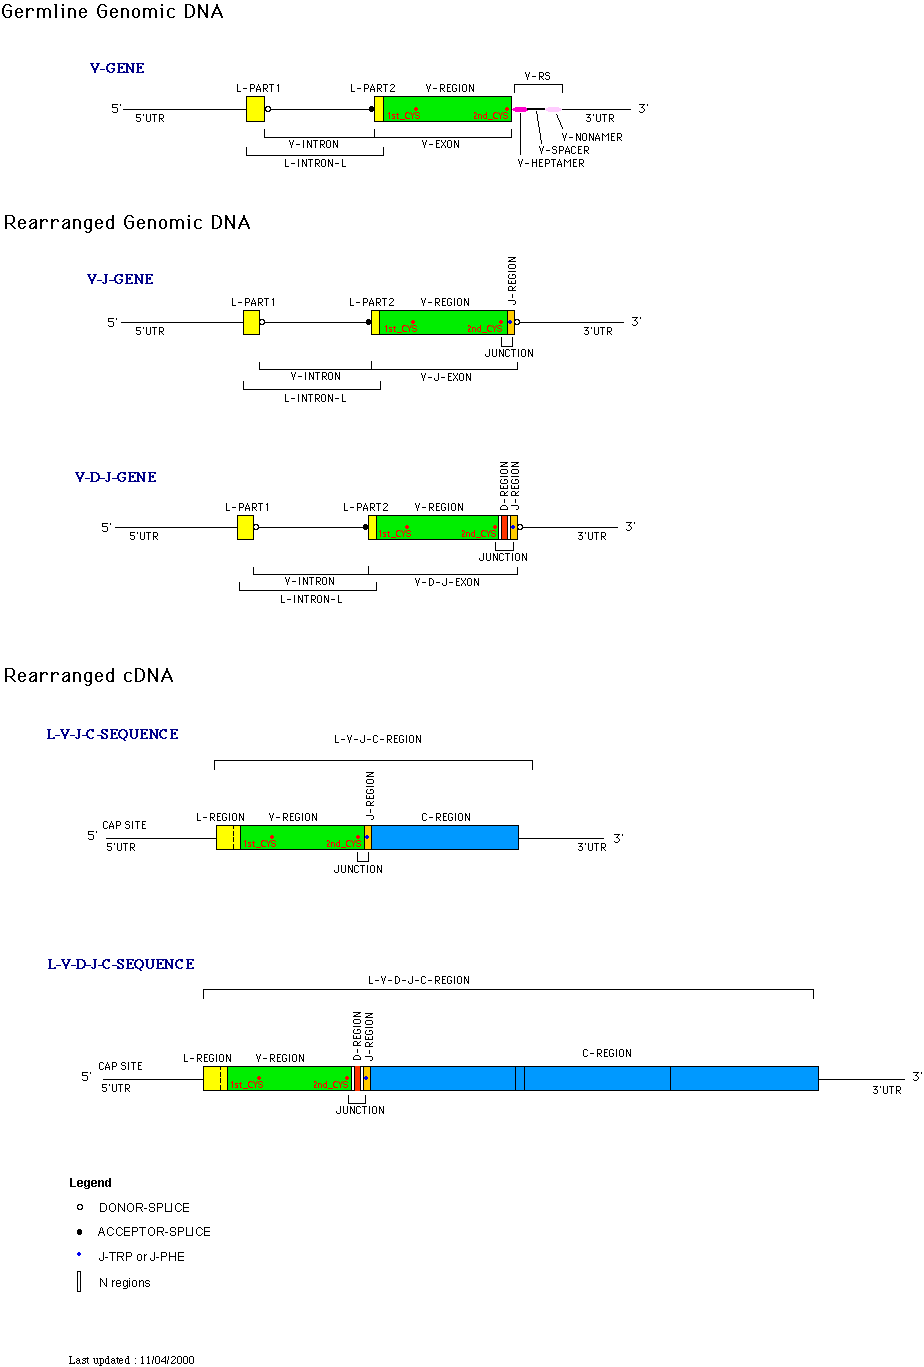 Germline Genomic DNA
V-GENE
V-RS
L-PART1 L-PART2 V-REGION
5' 3'
5'UTR 1st_CYS 2nd_CYS 3'UTR
V-NONAMER
V-INTRON V-EXON V-SPACER
L-INTRON-L V-HEPTAMER
Rearranged Genomic DNA
V-J-GENE
J-REGION
L-PART1 L-PART2 V-REGION
5' 3'
5'UTR 1st_CYS 2nd_CYS 3'UTR
JUNCTION
V-INTRON V-J-EXON
L-INTRON-L
V-D-J-GENE
D-REGION
J-REGION
L-PART1 L-PART2 V-REGION
5' 3'
5'UTR 1st_CYS 2nd_CYS 3'UTR
JUNCTION
V-INTRON V-D-J-EXON
L-INTRON-L
Rearranged cDNA
L-V-J-C-SEQUENCE
L-V-J-C-REGION
J-REGION
L-REGION V-REGION C-REGION
CAP SITE
5' 3'
5'UTR 1st_CYS 2nd_CYS 3'UTR
JUNCTION
L-V-D-J-C-SEQUENCE
L-V-D-J-C-REGION
D-REGION
J-REGION
L-REGION V-REGION C-REGION
CAP SITE
5' 3'
5'UTR 1st_CYS 2nd_CYS 3'UTR
JUNCTION
Legend
DONOR-SPLICE
ACCEPTOR-SPLICE
J-TRP or J-PHE
N regions
Last updated : 11/04/2000